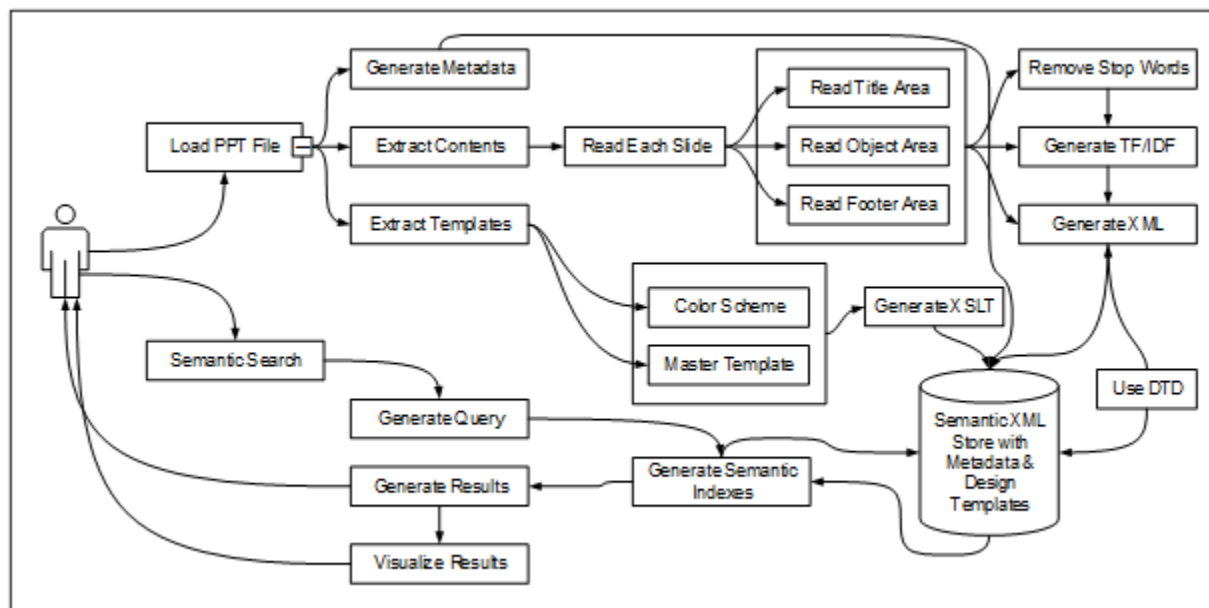 Generate Metadata
Remove Stop Words
Read Title Area
Load PPT File
Extract Contents
Read Each Slide
Read Object Area
Generate TF/IDF
Extract Templates
Read Footer Area
Generate XML
Color Scheme
Generate XSLT
Semantic Search
Master Template
Use DTD
Generate Query
Semantic XML
Store with
Metadata &
Design
Templates
Generate Results
Generate Semantic
Indexes
Visualize Results